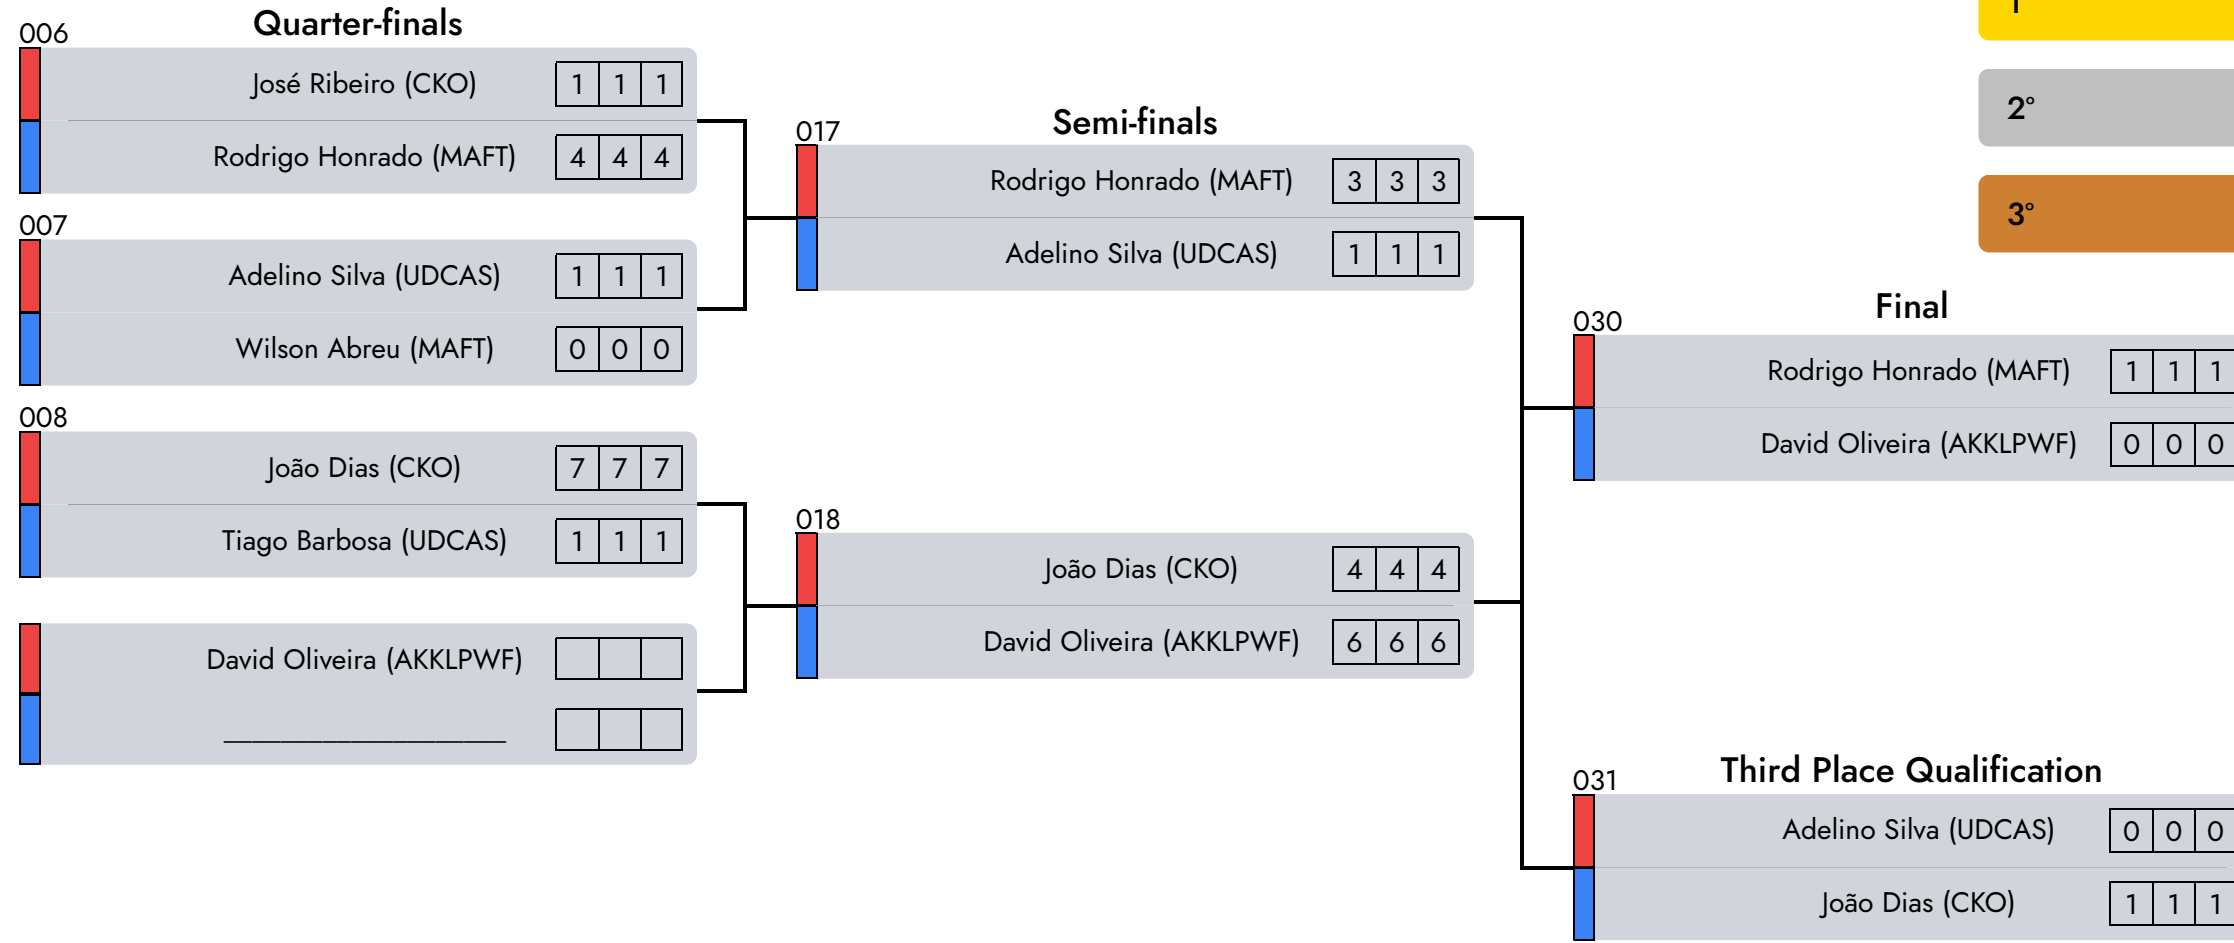 Quarter-finals
006
José Ribeiro (CKO) 1 1 1
Rodrigo Honrado (MAFT) 4 4 4
007
Adelino Silva (UDCAS) 1 1 1
Wilson Abreu (MAFT) 0 0 0
008
João Dias (CKO) 7 7 7
Tiago Barbosa (UDCAS) 1 1 1
David Oliveira (AKKLPWF)
____________________
Semi-finals
017
Rodrigo Honrado (MAFT) 3 3 3
Adelino Silva (UDCAS) 1 1 1
018
João Dias (CKO) 4 4 4
David Oliveira (AKKLPWF) 6 6 6
2°
3°
Final
030
Rodrigo Honrado (MAFT) 1 1 1
David Oliveira (AKKLPWF) 0 0 0
Third Place Qualification
031
Adelino Silva (UDCAS) 0 0 0
João Dias (CKO) 1 1 1